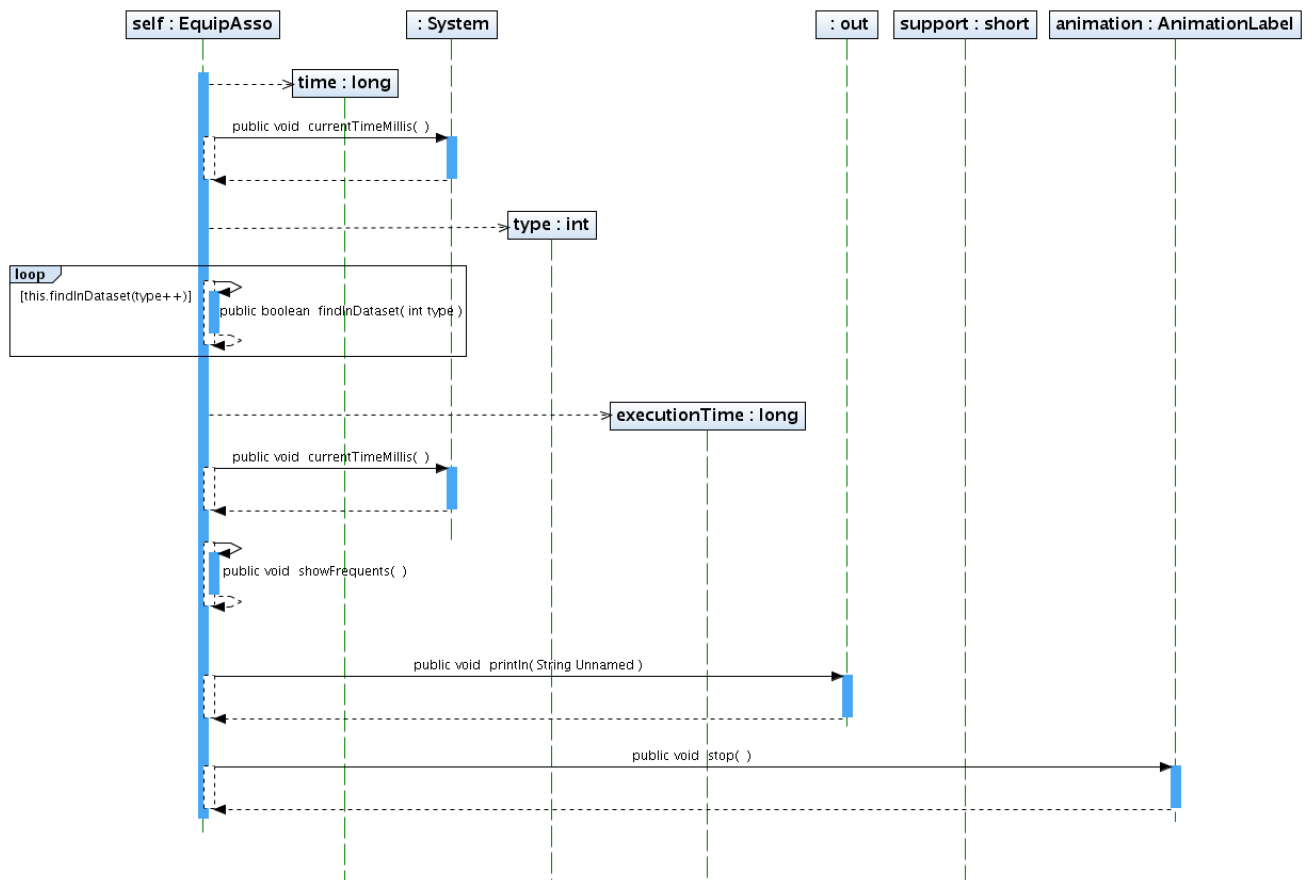 self : EquipAsso
: System
: out
support : short
animation : AnimationLabel
time : long
public void currentTimeMillis( )
type : int
loop
[this.findInDataset(type++)]
public boolean findInDataset( int type )
executionTime : long
public void currentTimeMillis( )
public void showFrequents( )
public void println( String Unnamed )
public void stop( )